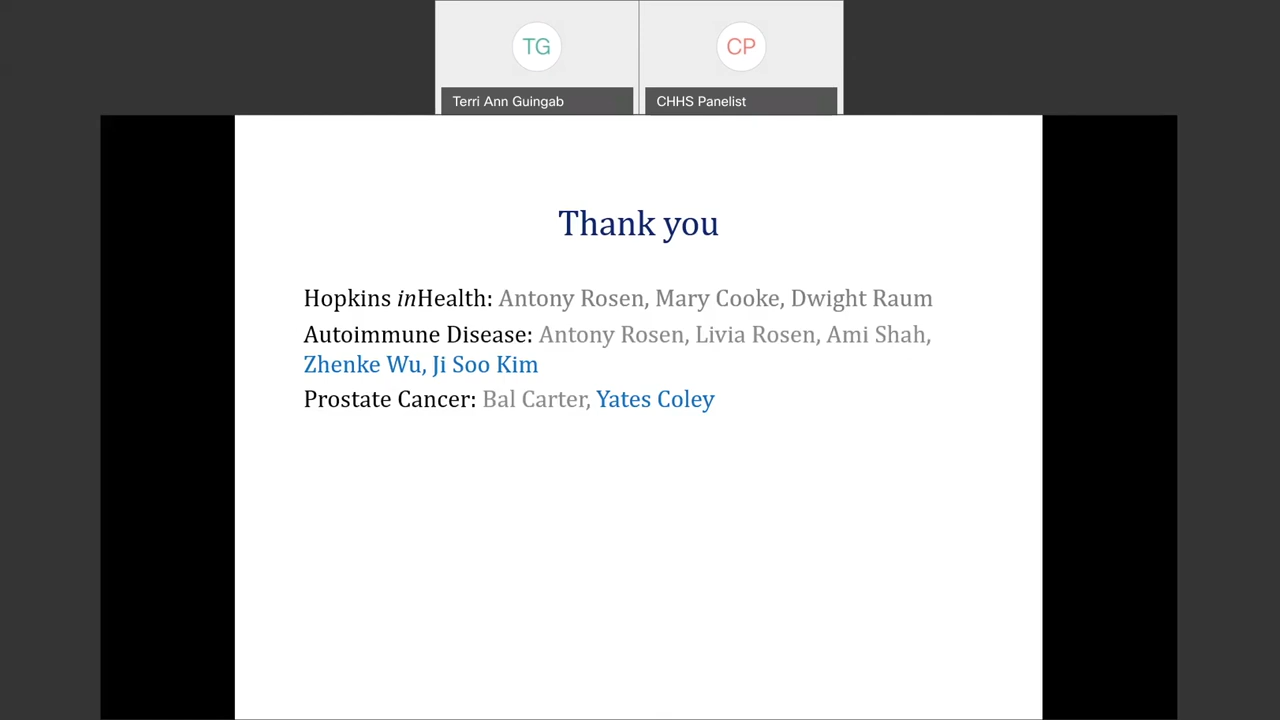 TG
CP
Terri Ann Guingab
CHHS Panelist
Thank you
Hopkins inHealth: Antony Rosen, Mary Cooke, Dwight Raum
Autoimmune Disease: Antony Rosen, Livia Rosen, Ami Shah,
Zhenke Wu, Ji Soo Kim
Prostate Cancer: Bal Carter, Yates Coley